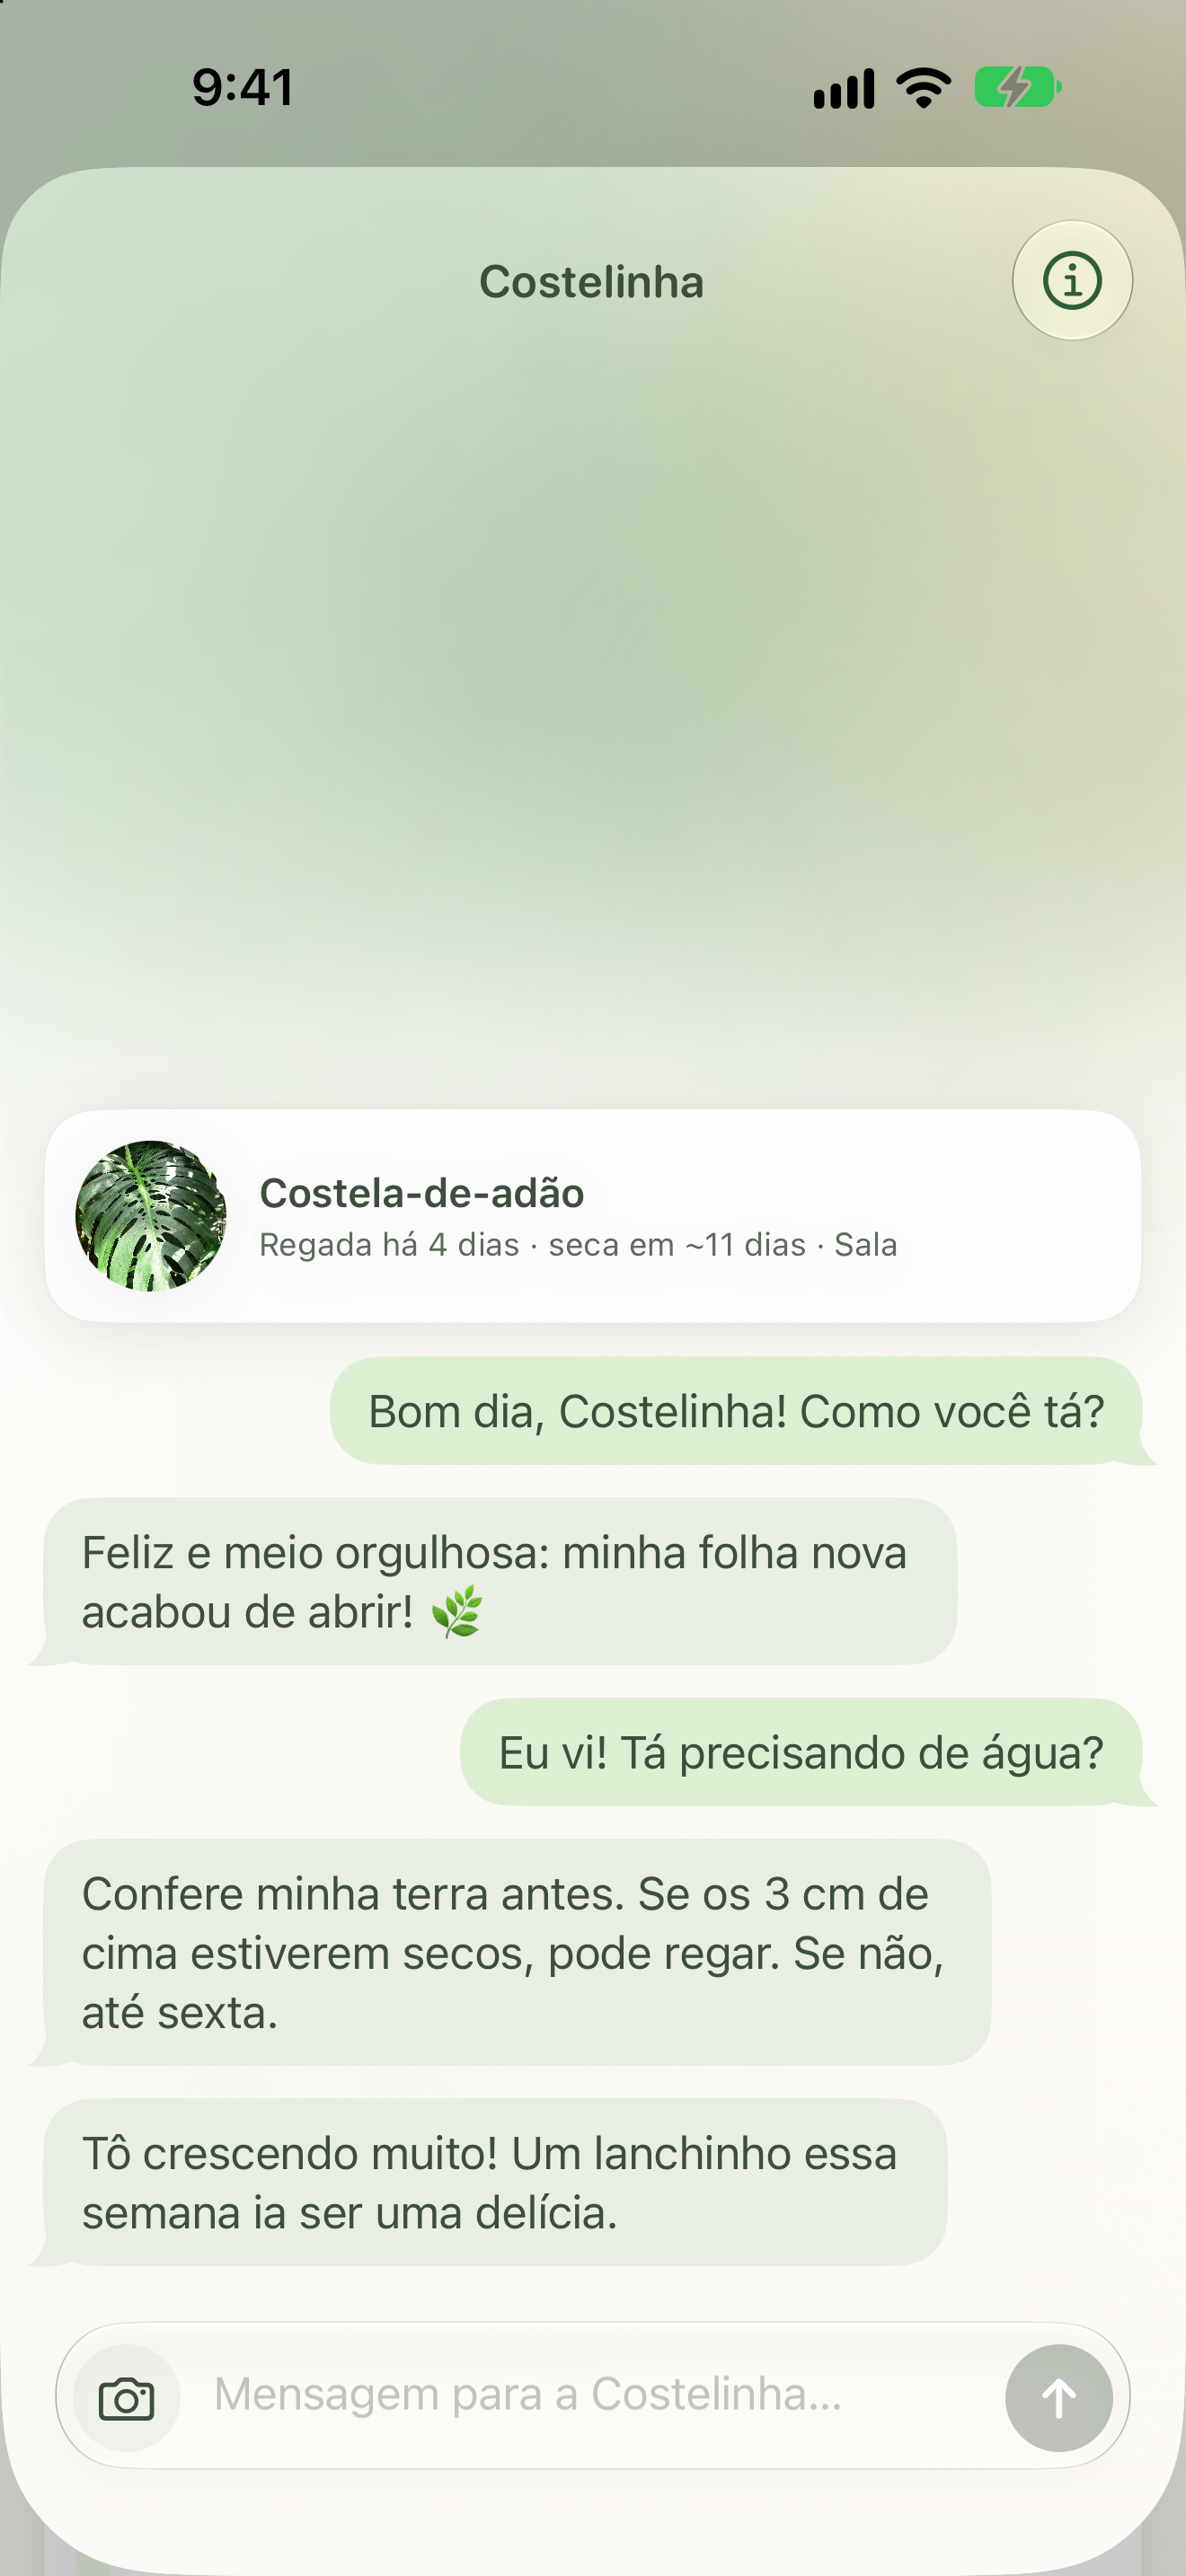 9:41
Costelinha
Costela-de-adão
Regada há 4 dias · seca em ~11 dias · Sala
Bom dia, Costelinha! Como você tá?
Feliz e meio orgulhosa: minha folha nova
acabou de abrir! 🌿
Eu vi! Tá precisando de água?
Confere minha terra antes. Se os 3 cm de
cima estiverem secos, pode regar. Se não,
até sexta.
Tô crescendo muito! Um lanchinho essa
semana ia ser uma delícia.
Mensagem para a Costelinha...